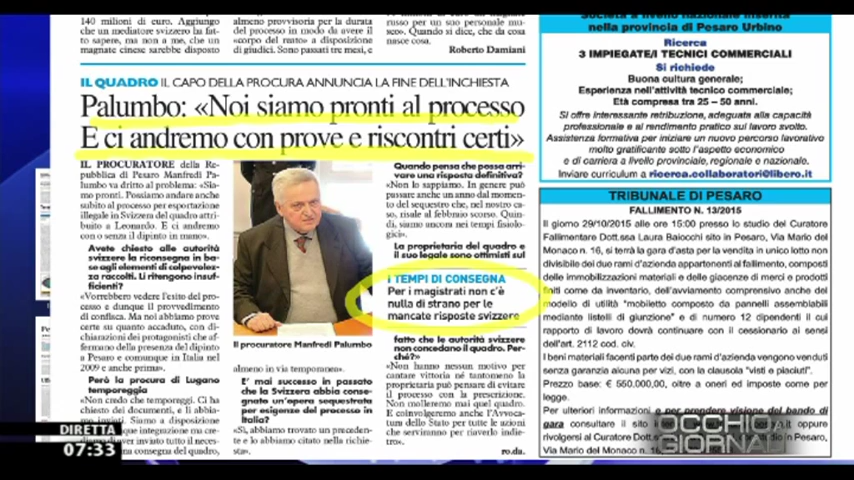 140 milioni di euro. Aggiungo
che un mediatore svizzero ha fat-
to sapere, ma non a me, che un
magnate cinese sarebbe disposto
almeno provvisoria per la durata
del processo in modo da avere il
«corpo del rato» a disposizione
di giudici. Sono passati tre mesi, e
russo per un suo personale mu-
seo». Quando si dice, che da cosa
nasce cosa.
Roberto Damiani
IL QUADRO IL CAPO DELLA PROCURA ANNUNCIA LA FINE DELL'INCHIESTA
Palumbo: «Noi siamo pronti al processo
E ci andremo con prove e riscontri certi»
IL PROCURATORE della Re-
pubblica di Pesaro Manfredi Pa-
lumbo va dritto al problema: «Sia-
mo pronti. Possiamo andare anche
subito al processo per esportazione
illegale in Svizzera del quadro attri-
buito a Leonardo. E ci andremo
con o senza il dipinto in mano».
Avete chiesto alle autorità
svizzere la riconsegna in ba-
se agli elementi di colpevolez-
za raccolti. Li ritengono insuf-
ficienti?
«Vorrebbero vedere l'esito del pro-
cesso e dunque il provvedimento
di confisca. Ma noi abbiamo prove
certe su quanto accaduto, con di-
chiarazioni dei protagonisti che af-
fermano della presenza del dipinto
a Pesaro e comunque in Italia nel
2009 e anche prima».
Però la procura di Lugano
temporeggia
«Non credo che temporeggi. Ci ha
chiesto dei documenti, e li abbia-
mo inviati. Siamo a disposizione
que integrazione ma cre-
di aver inviato tutto il neces-
del sequestro del quadro,
Il procuratore Manfredi Palumbo
almeno in via temporanea».
E' mai successo in passato
che la Svizzera abbia conse-
gnato un'opera sequestrata
per esigenze del processo in
Italia?
«Sì, abbiamo trovato un preceden-
te e lo abbiamo citato nella richie-
sta».
Quando pensa che possa arri-
vare una risposta definitiva?
«Non lo sappiamo. In genere può
passare anche un anno dal momen-
to del sequestro che, nel nostro ca-
so, risale al febbraio scorso. Quin-
di, siamo ancora nei tempi fisiolo-
gici».
La proprietaria del quadro e
il suo legale sono ottimisti sul
I TEMPI DI CONSEGNA
Per i magistrati non c'è
nulla di strano per le
mancate risposte svizzere
fatto che le autorità svizzere
non concedano il quadro. Per-
ché?
«Non hanno nessun motivo per
cantare vittoria né tantomeno la
proprietaria può pensare di evitare
il processo con la prescrizione.
Non molleremo mai quel quadro.
E coinvolgeremo anche l'Avvoca-
tura dello Stato per tutte le azioni
che serviranno per riaverlo indie-
tro».
ro.da.
Società a livello nazionale inserita
nella provincia di Pesaro Urbino
Ricerca
3 IMPIEGATE/I TECNICI COMMERCIALI
Si richiede
Buona cultura generale;
Esperienza nell'attività tecnico commerciale;
Età compresa tra 25 – 50 anni.
Si offre interessante retribuzione, adeguata alla capacità
professionale e al rendimento pratico sul lavoro svolto.
Assistenza formativa per iniziare un nuovo percorso lavorativo
molto gratificante sotto l'aspetto economico
e di carriera a livello provinciale, regionale e nazionale.
Inviare curriculum a ricerca.collaboratori@libero.it
TRIBUNALE DI PESARO
FALLIMENTO N. 13/2015
Il giorno 29/10/2015 alle ore 15:00 presso lo studio del Curatore
Fallimentare Dott.ssa Laura Baiocchi sito in Pesaro, Via Mario del
Monaco n. 16, si terrà la gara d'asta per la vendita in unico lotto non
divisibile dei due rami d'azienda appartenenti al fallimento, composti
delle immobilizzazioni materiali e delle giacenze di merci e prodotti
finiti come da inventario, dell'avviamento comprensivo anche del
modello di utilità "mobiletto composto da pannelli assemblabili
mediante listelli di giunzione" e di numero 12 dipendenti il cui
rapporto di lavoro dovrà continuare con il cessionario ai sensi
dell'art. 2112 cod. civ.
I beni materiali facenti parte dei due rami d'azienda vengono venduti
senza garanzia alcuna per vizi, con la clausola "visti e piaciuti".
Prezzo base: € 550.000,00, oltre a oneri ed imposte come per
legge.
Per ulteriori informazioni e per prendere visione del bando di
gara consultare il sito
oppure
rivolgersi al Curatore Dott.ssa
in Pesaro,
Via Mario del Monaco n. 16
DIRETTA
07:33
OCCHIO AI
GIORNALI